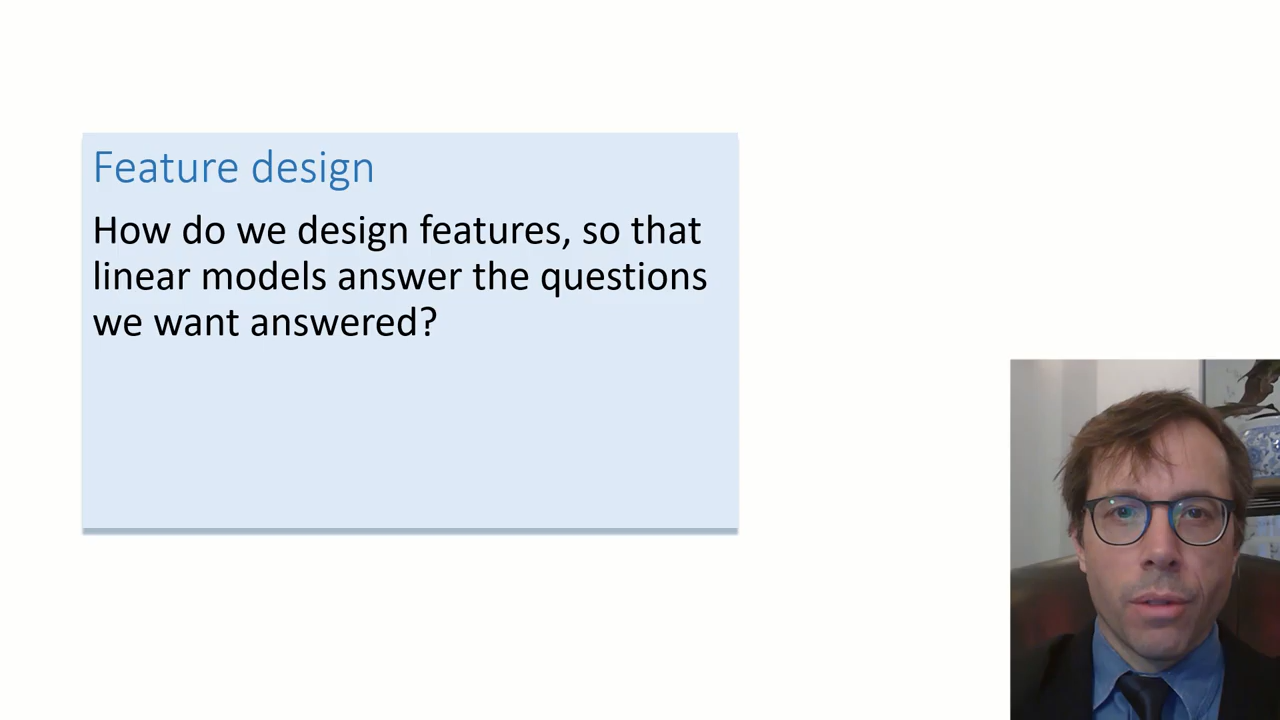 Feature design
How do we design features, so that
linear models answer the questions
we want answered?